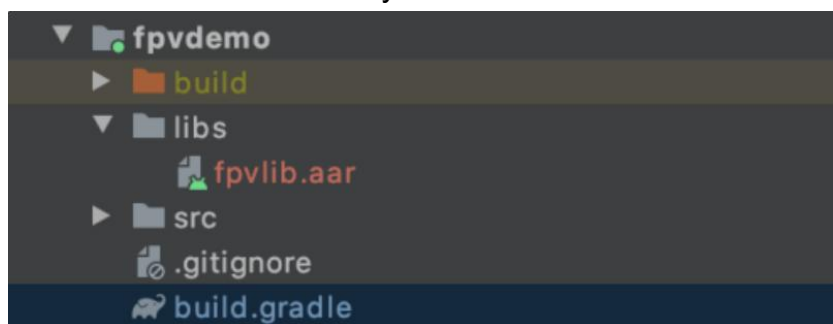 fpvdemo
build
libs
fpvlib.aar
src
.gitignore
build.gradle